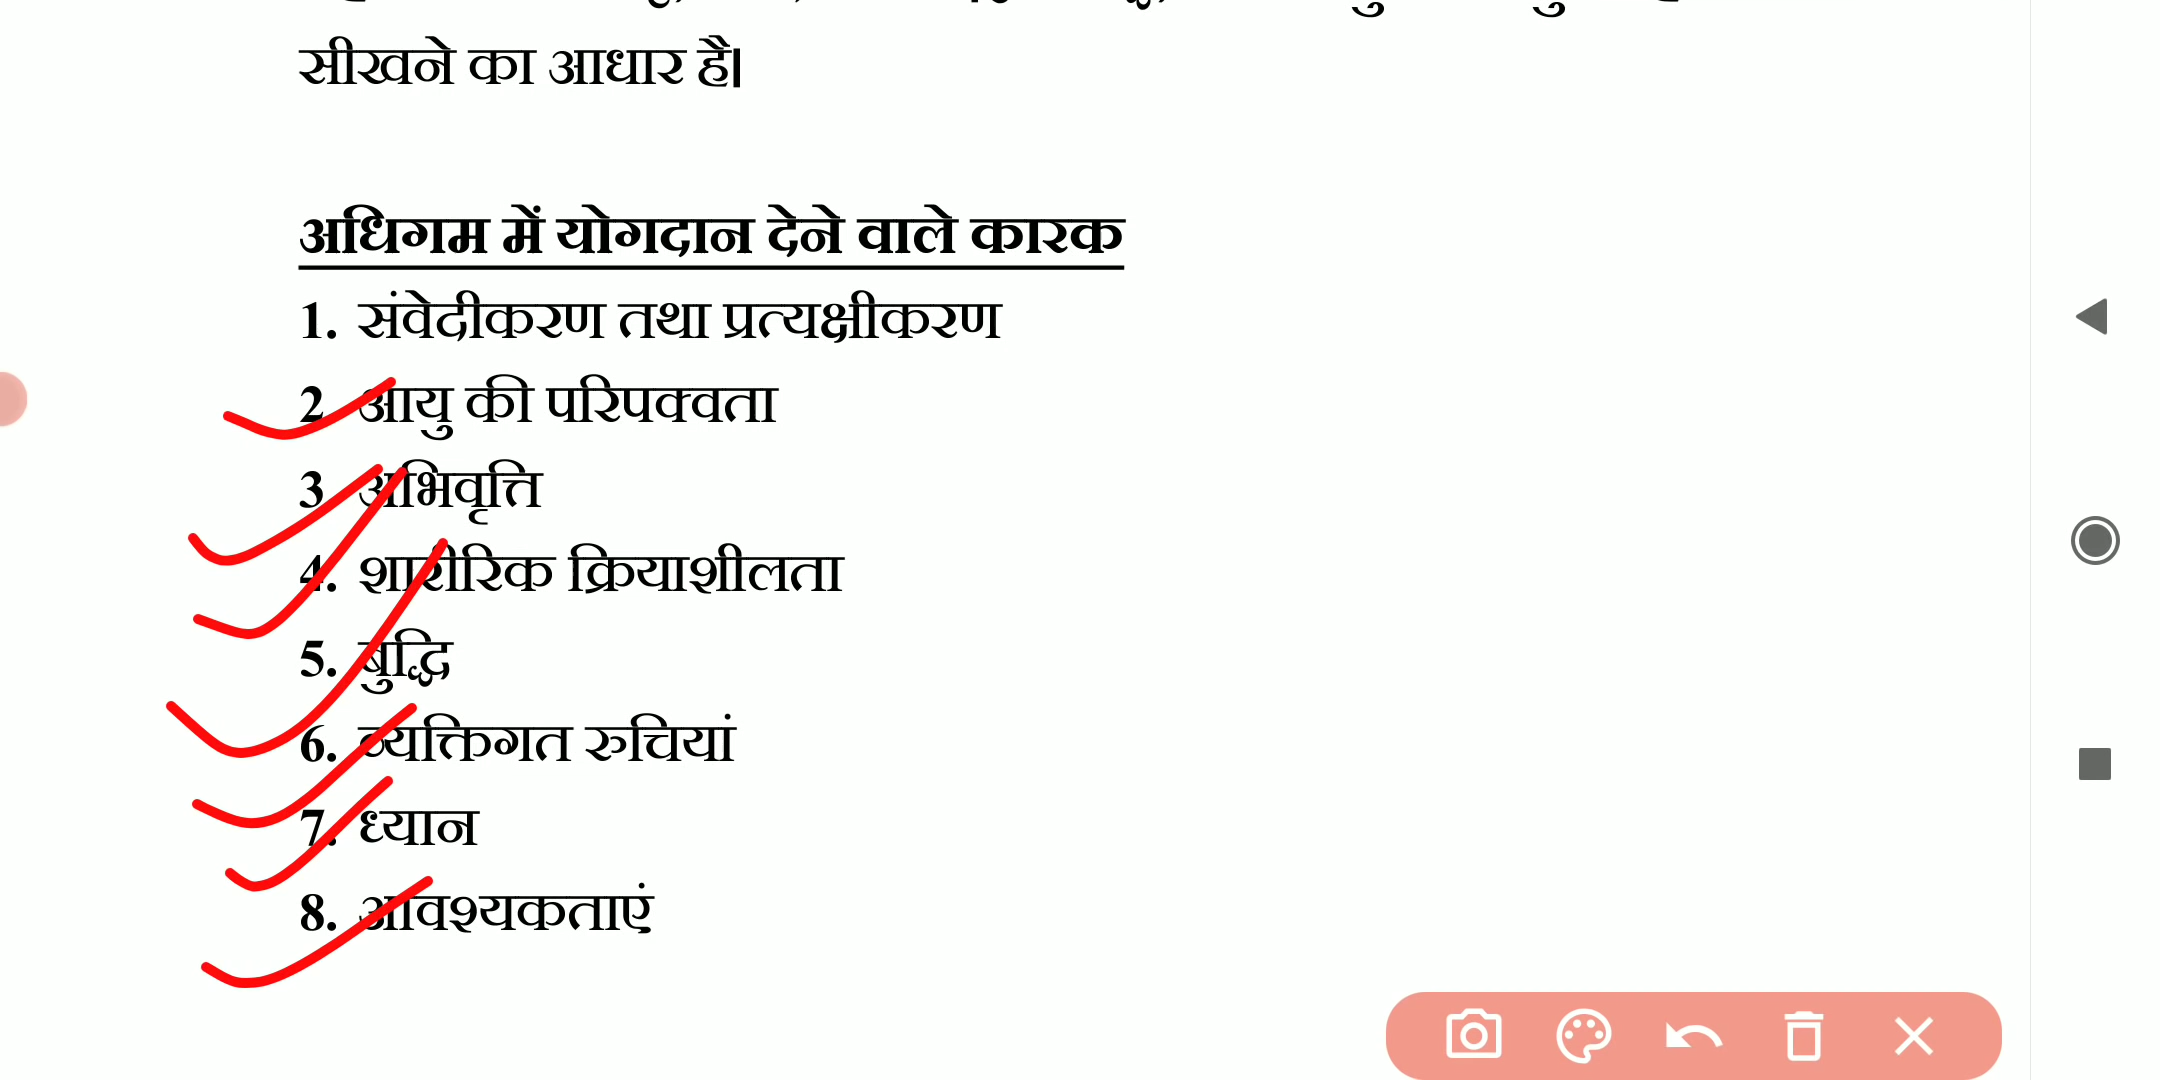 सीखने का आधार है।
अधिगम में योगदान देने वाले कारक
1. संवेदीकरण तथा प्रत्यक्षीकरण
2. आयु की परिपक्वता
3. अभिवृत्ति
4. शारीरिक क्रियाशीलता
5. बुद्धि
6. व्यक्तिगत रुचियां
7. ध्यान
8. आवश्यकताएं